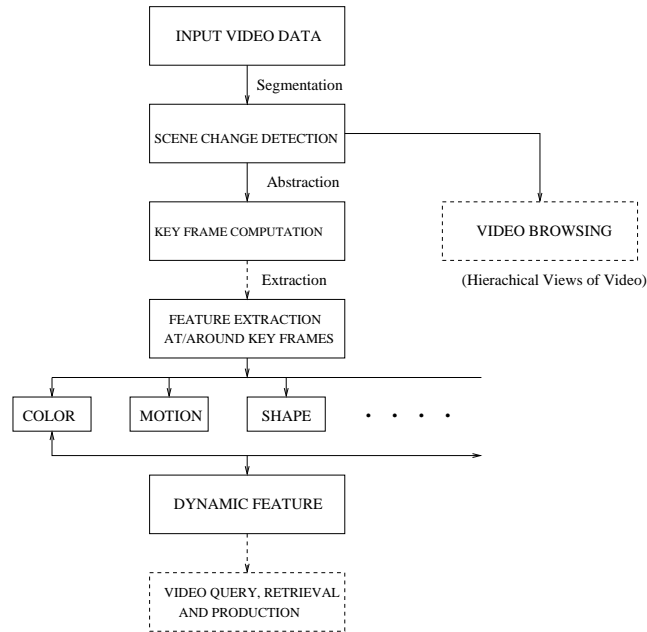 INPUT VIDEO DATA
Segmentation
SCENE CHANGE DETECTION
Abstraction
KEY FRAME COMPUTATION
VIDEO BROWSING
Extraction
(Hierachical Views of Video)
FEATURE EXTRACTION
AT/AROUND KEY FRAMES
COLOR
MOTION
SHAPE
. . . .
DYNAMIC FEATURE
VIDEO QUERY, RETRIEVAL
AND PRODUCTION